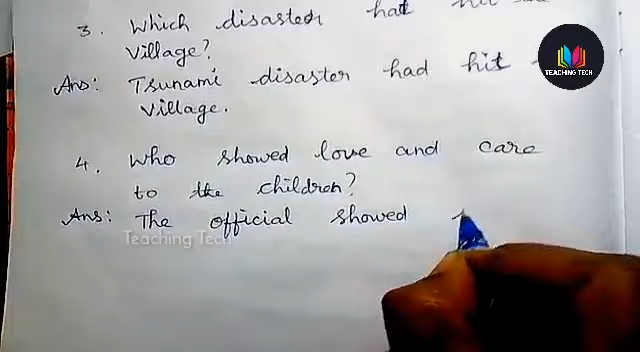 3. Which disaster had hit
village?
TEACHING TECH
Ans: Tsunami disaster had hit
village.
4. Who showed love and care
to the children?
Ans: The official showed
Teaching Tech